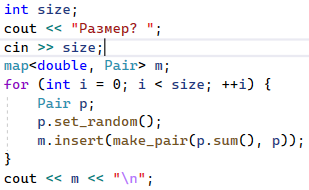 int size;
cout << "Размер? ";
cin >> size;
map<double, Pair> m;
for (int i = 0; i < size; ++i) {
Pair p;
p.set_random();
m.insert(make_pair(p.sum(), p));
}
cout << m << "\n";